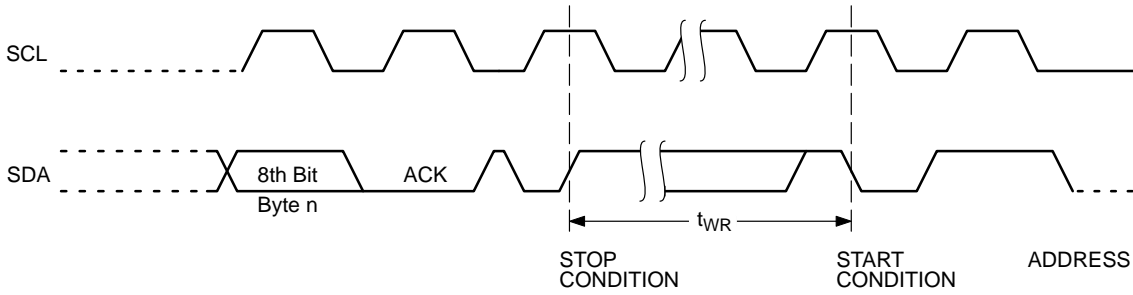 SCL
SDA
8th Bit
Byte n
ACK
tWR
STOP
CONDITION
START
CONDITION
ADDRESS